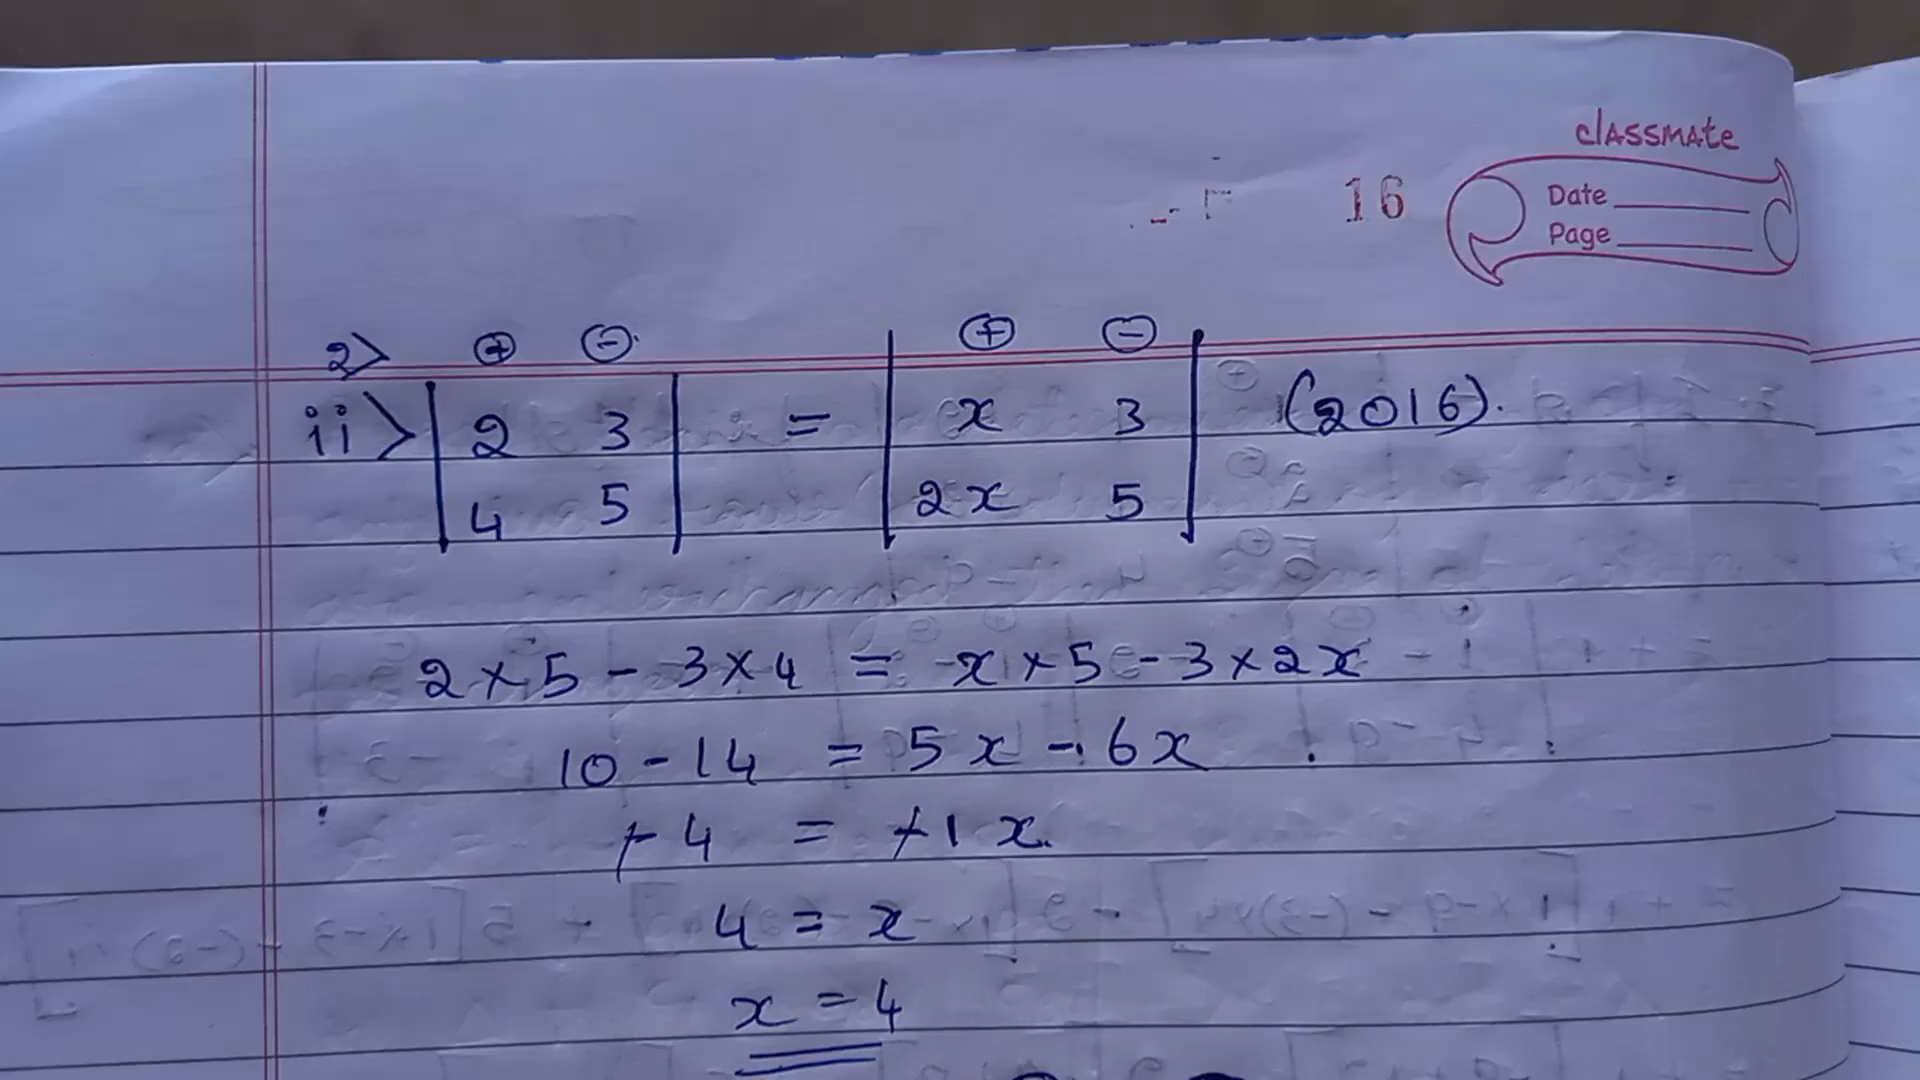 classmate
16
Date
Page
2> ⊕ ⊖ ⊕ ⊖
ii> | 2 3 | = | x 3 | (2016).
| 4 5 | | 2x 5 |
2 × 5 - 3 × 4 = x × 5 - 3 × 2x
10 - 14 = 5x - 6x
- 4 = - 1 x.
4 = x
x = 4